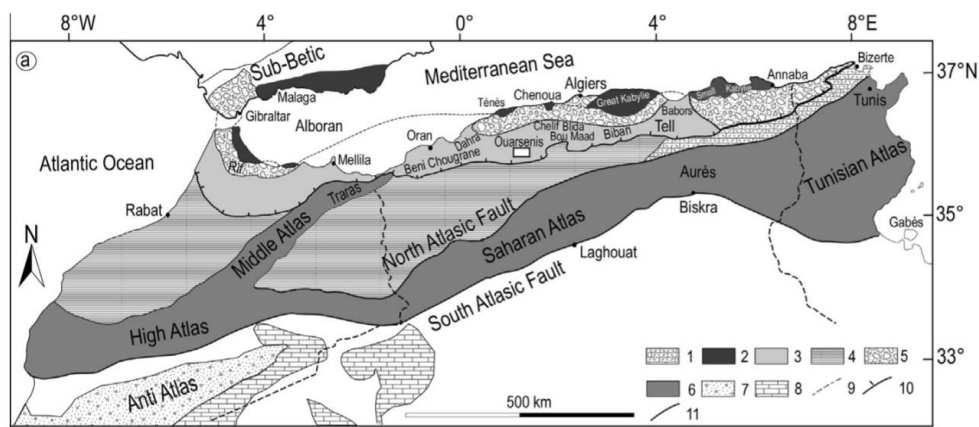 8°W 4° 0° 4° 8°E
a
Sub-Betic
Mediterranean Sea
Bizerte
37°N
Annaba
Algiers
Malaga
Chenoua
Great Kabylie
Small Kabylie
Tunis
Gibraltar
Ténès
Alboran
Babors
Oran
Chelif Blida
Tell
Dahra
Bou Maad
Biban
Atlantic Ocean
Ouarsenis
Rif
Mellila
Beni Chougrane
Tunisian Atlas
Aurès
Traras
Rabat
Biskra
35°
Middle Atlas
North Atlasic Fault
Gabès
N
Saharan Atlas
Laghouat
South Atlasic Fault
High Atlas
1 2 3 4 5
33°
Anti Atlas
6 7 8 9 10
500 km
11